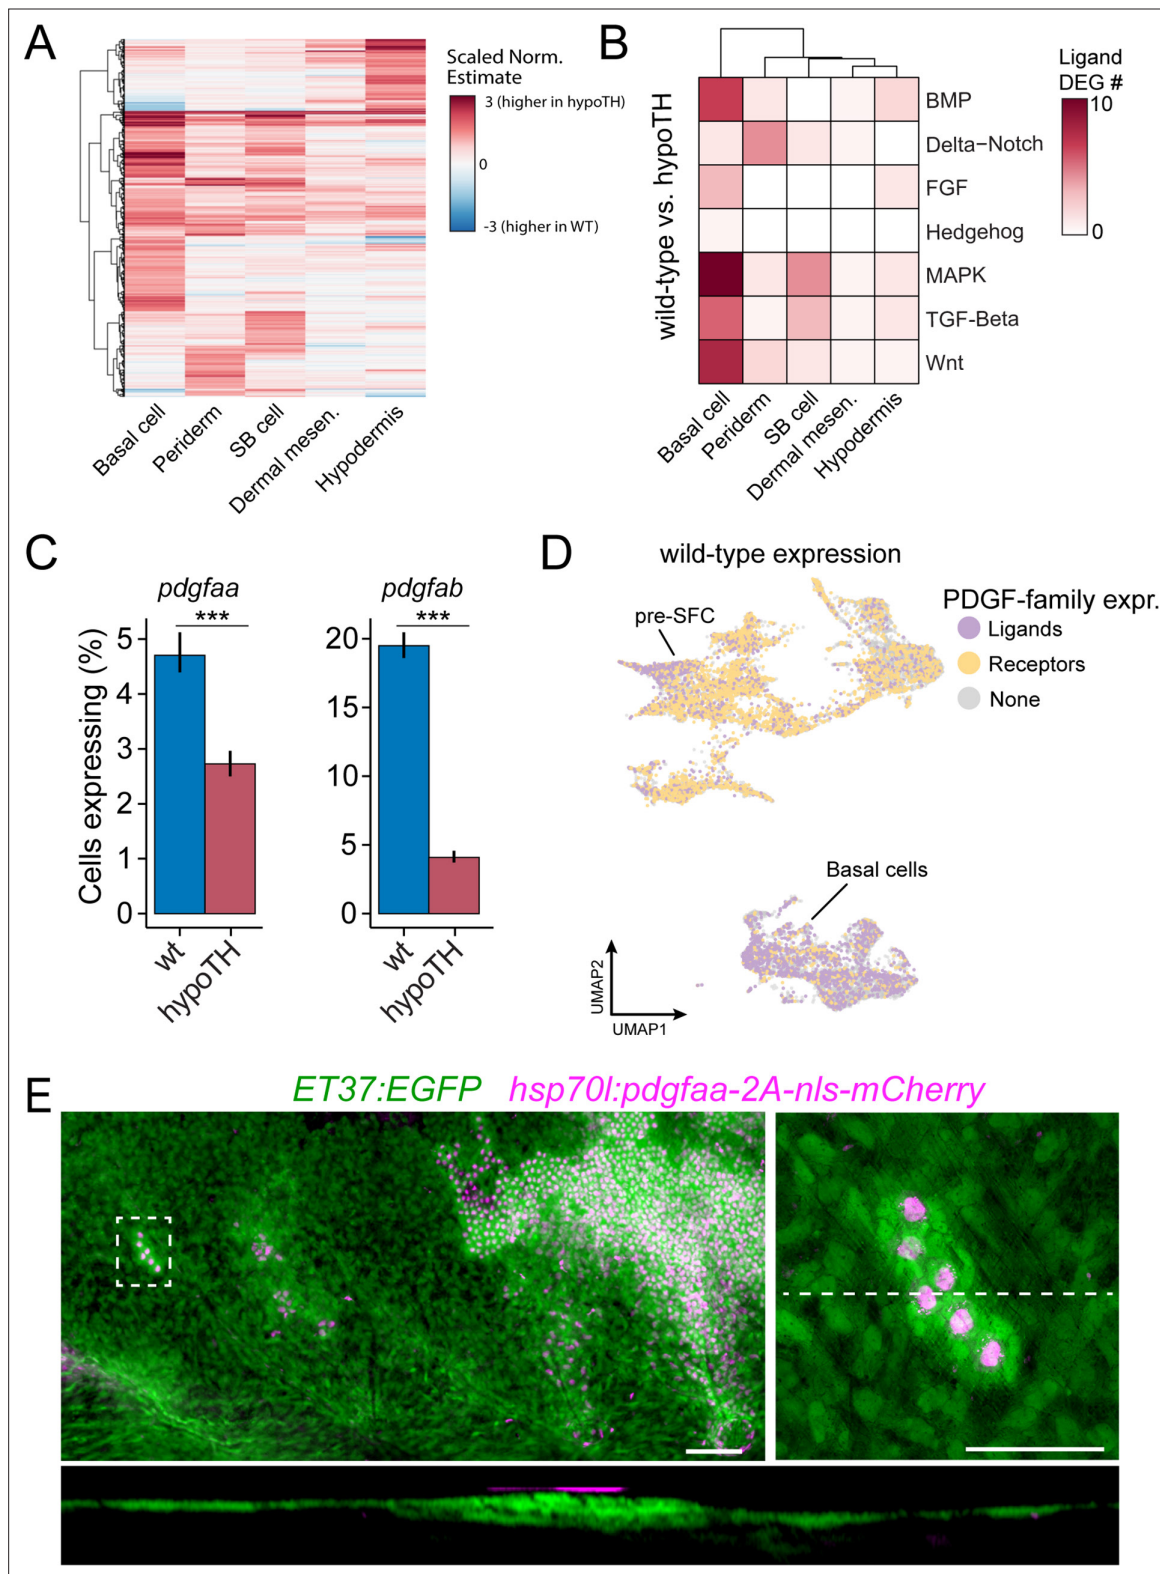 A
Scaled Norm.
Estimate
3 (higher in hypoTH)
0
-3 (higher in WT)
Basal cell
Periderm
SB cell
Dermal mesen.
Hypodermis
B
wild-type vs. hypoTH
Ligand
DEG #
10
0
BMP
Delta−Notch
FGF
Hedgehog
MAPK
TGF-Beta
Wnt
Basal cell
Periderm
SB cell
Dermal mesen.
Hypodermis
C
pdgfaa
***
Cells expressing (%)
5
4
3
2
1
0
wt
hypoTH
pdgfab
***
20
15
10
5
0
wt
hypoTH
D
wild-type expression
pre-SFC
PDGF-family expr.
Ligands
Receptors
None
Basal cells
UMAP2
UMAP1
E
ET37:EGFP hsp70l:pdgfaa-2A-nls-mCherry